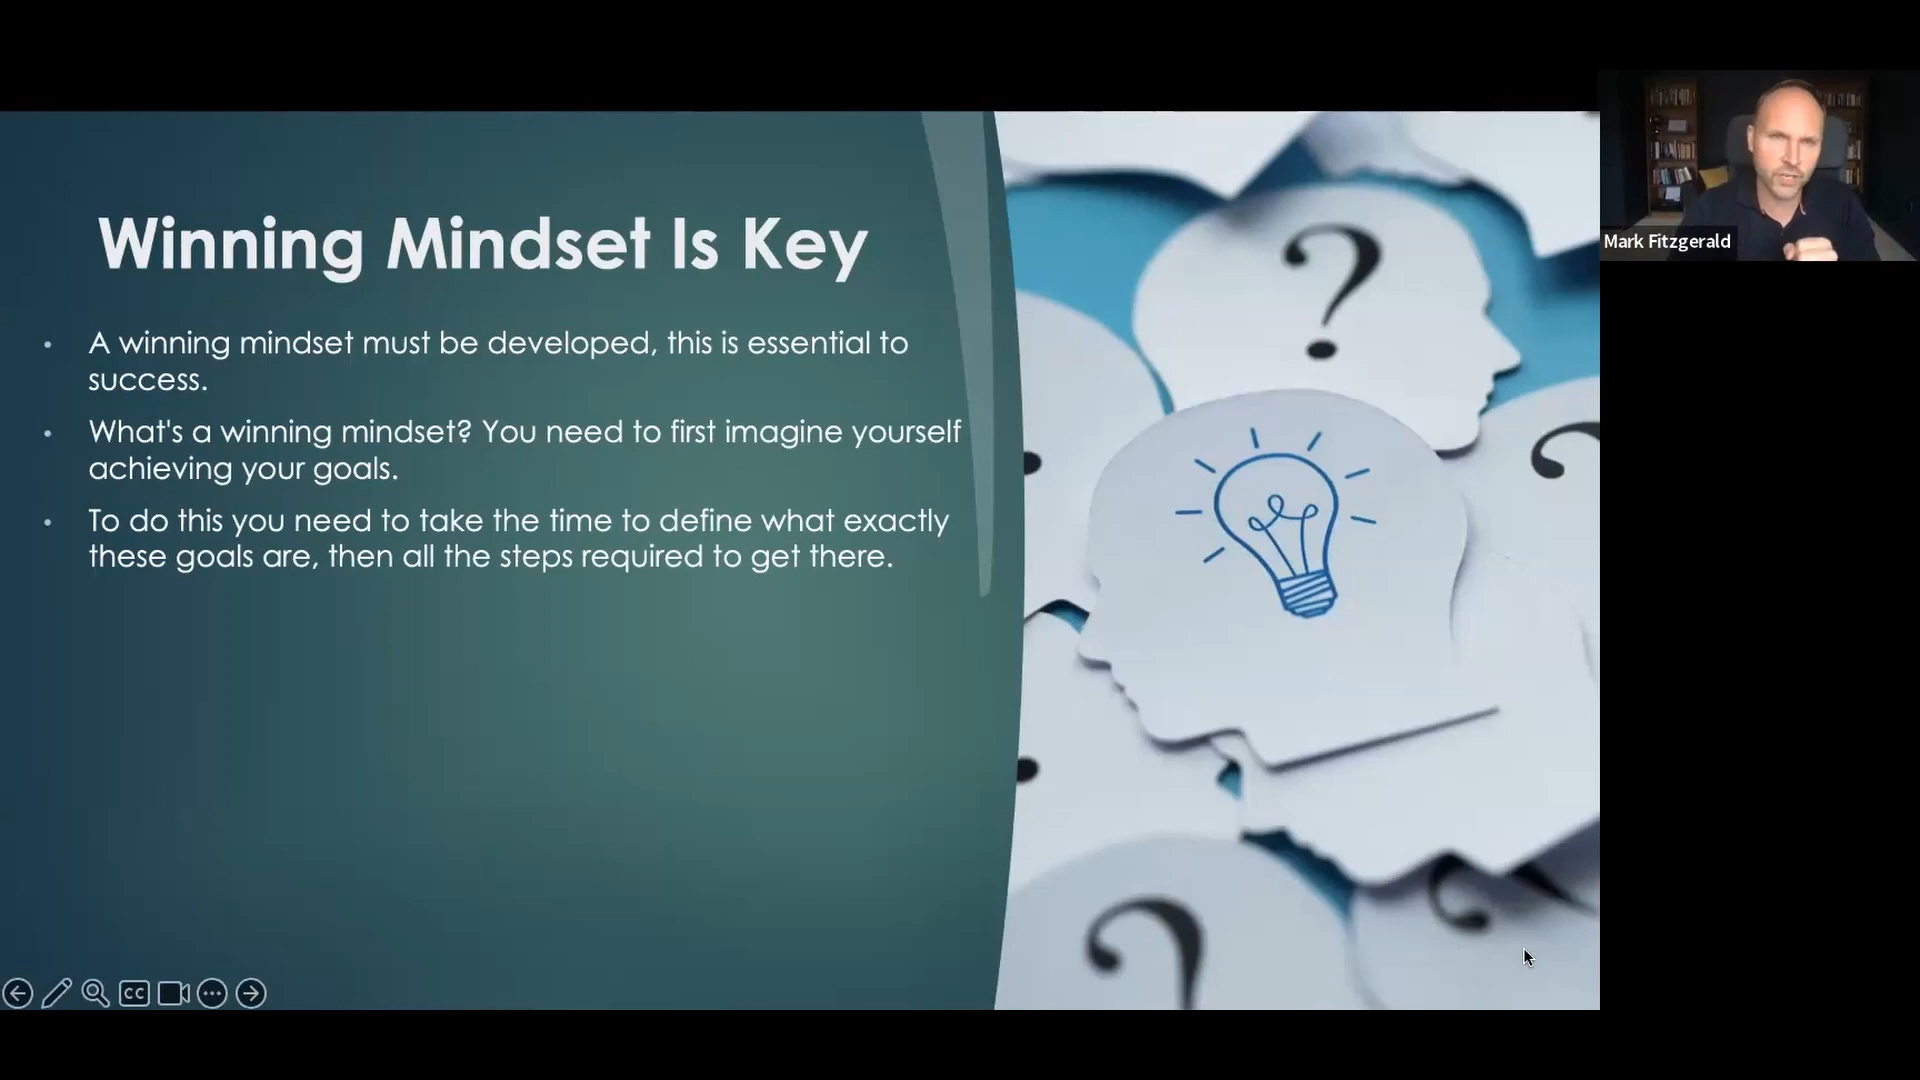 Winning Mindset Is Key
• A winning mindset must be developed, this is essential to
success.
• What's a winning mindset? You need to first imagine yourself
achieving your goals.
• To do this you need to take the time to define what exactly
these goals are, then all the steps required to get there.
?
?
?
?
CC
Mark Fitzgerald